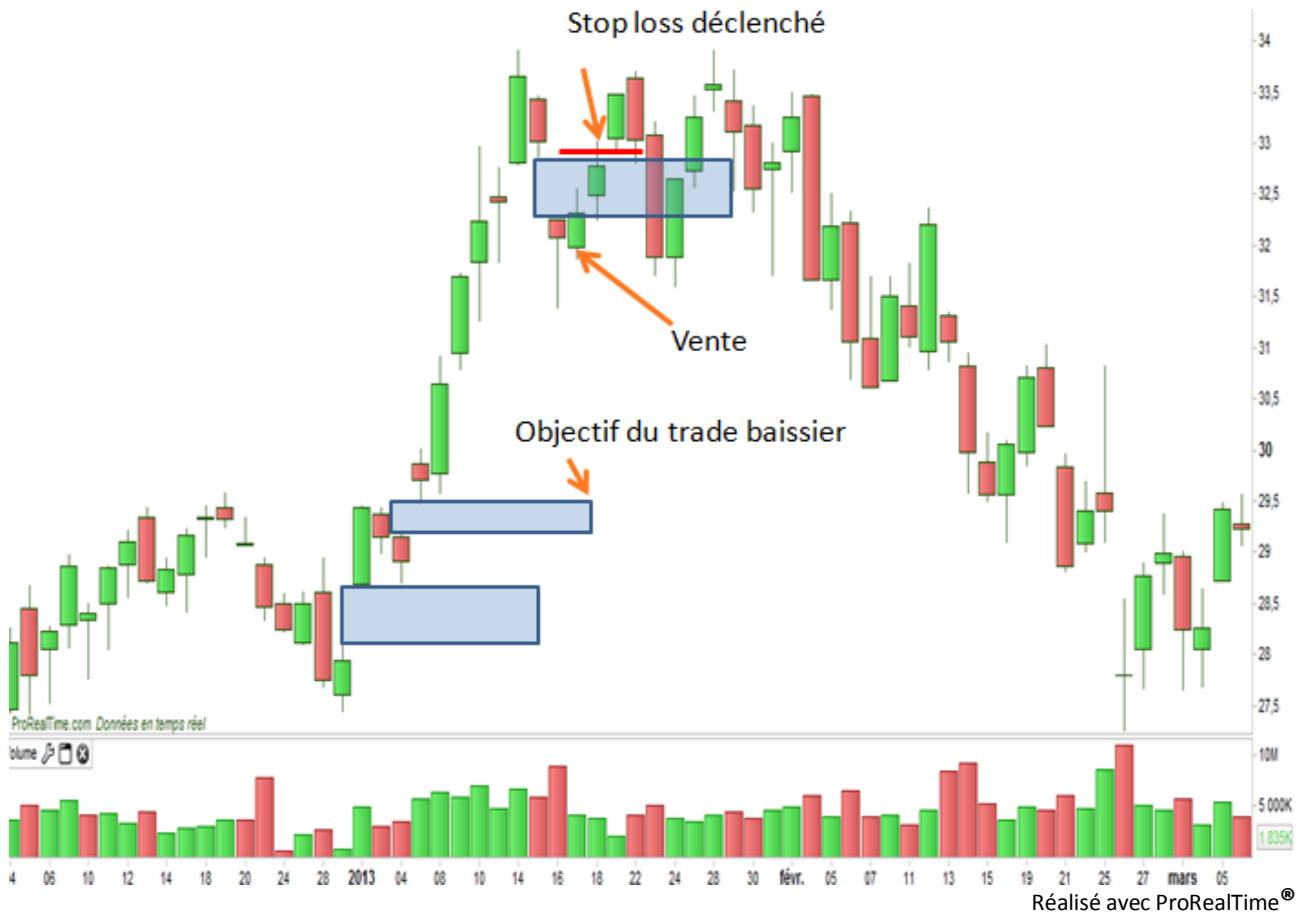 Stop loss déclenché
34
33,5
33
32,5
32
Vente
31,5
31
30,5
Objectif du trade baissier
30
29,5
29
28,5
28
27,5
ProRealTime.com Données en temps réel
olume
10M
5 000K
1 835K
4 06 10 12 14 18 20 24 28 2013 04 08 10 14 16 18 22 24 28 30 févr. 05 07 11 13 15 19 21 25 27 mars 05
Réalisé avec ProRealTime®